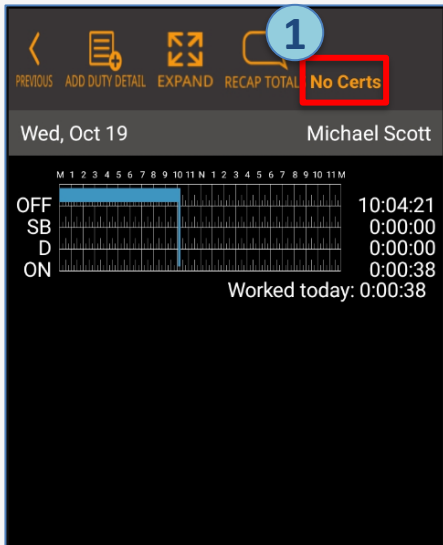 1
PREVIOUS ADD DUTY DETAIL EXPAND RECAP TOTAL No Certs
Wed, Oct 19 Michael Scott
M 1 2 3 4 5 6 7 8 9 10 11 N 1 2 3 4 5 6 7 8 9 10 11 M
OFF 10:04:21
SB 0:00:00
D 0:00:00
ON 0:00:38
Worked today: 0:00:38